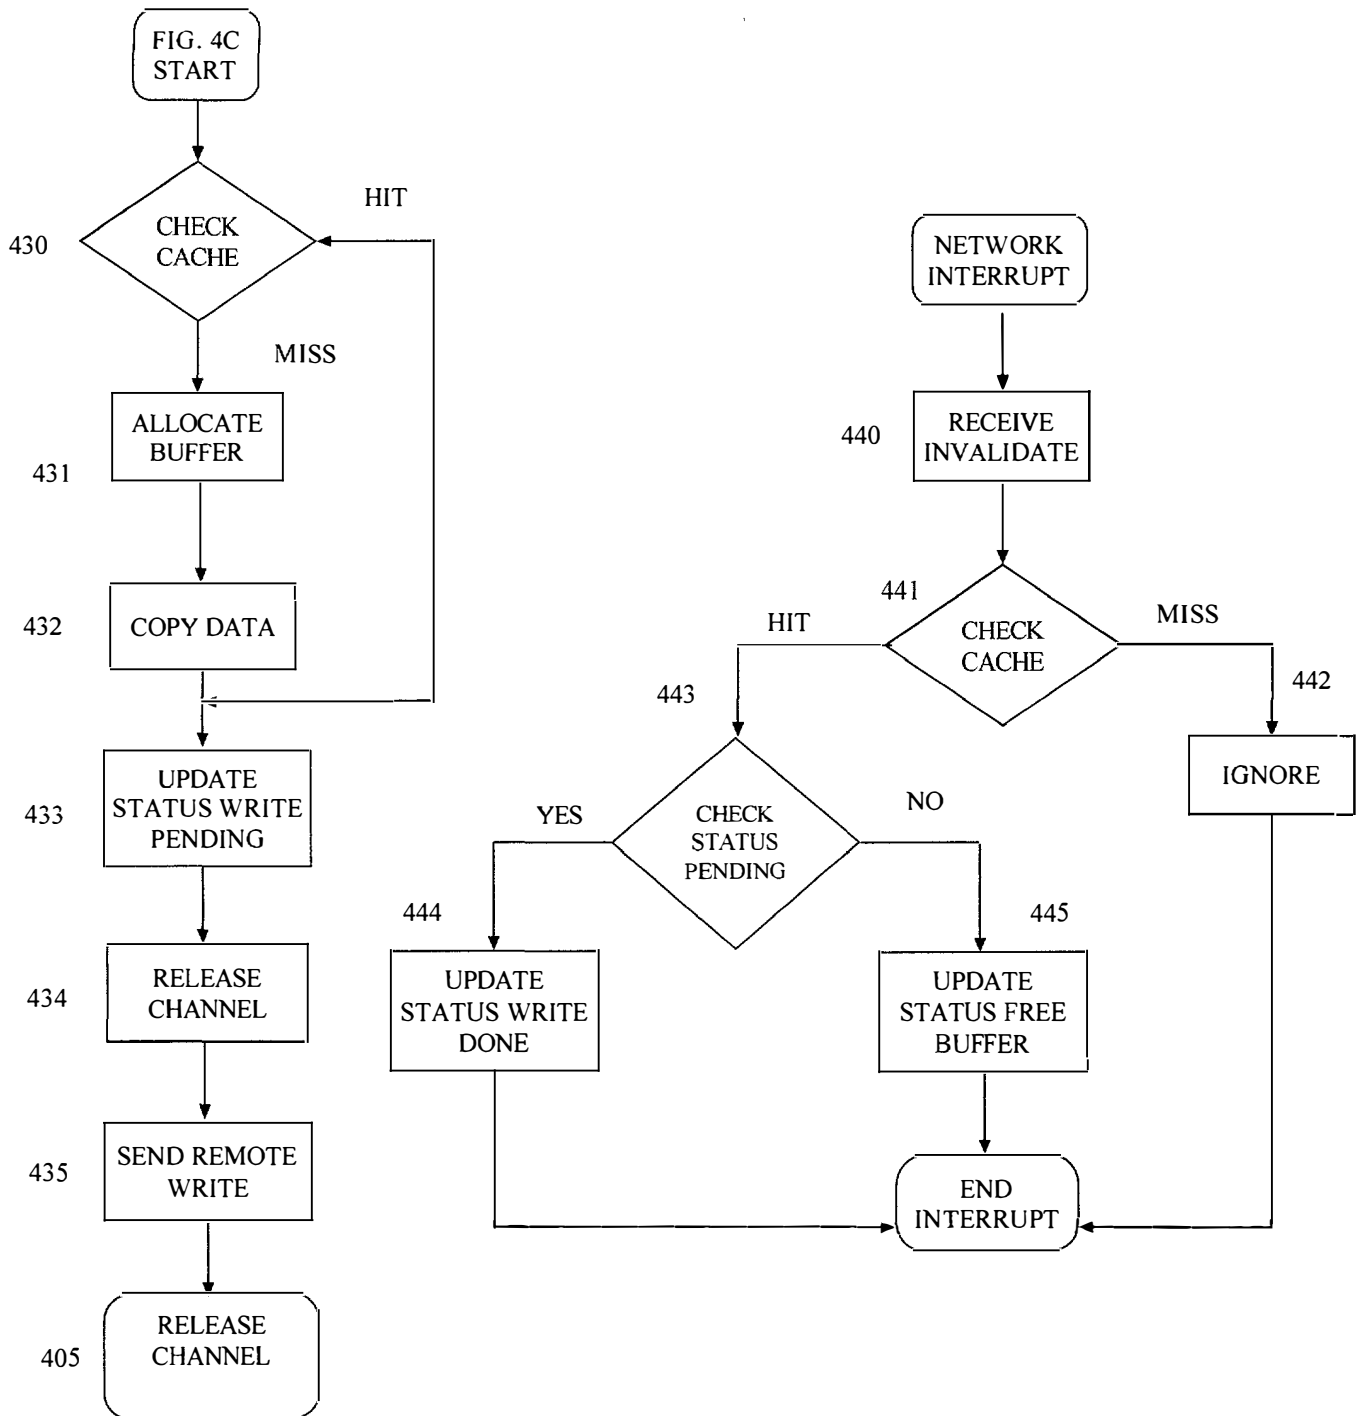 FIG. 4C
START
HIT
430
CHECK
CACHE
MISS
431
ALLOCATE
BUFFER
432
COPY DATA
433
UPDATE
STATUS WRITE
PENDING
434
RELEASE
CHANNEL
435
SEND REMOTE
WRITE
405
RELEASE
CHANNEL
NETWORK
INTERRUPT
440
RECEIVE
INVALIDATE
441
CHECK
CACHE
HIT
MISS
443
442
IGNORE
CHECK
STATUS
PENDING
YES
NO
444
UPDATE
STATUS WRITE
DONE
445
UPDATE
STATUS FREE
BUFFER
END
INTERRUPT